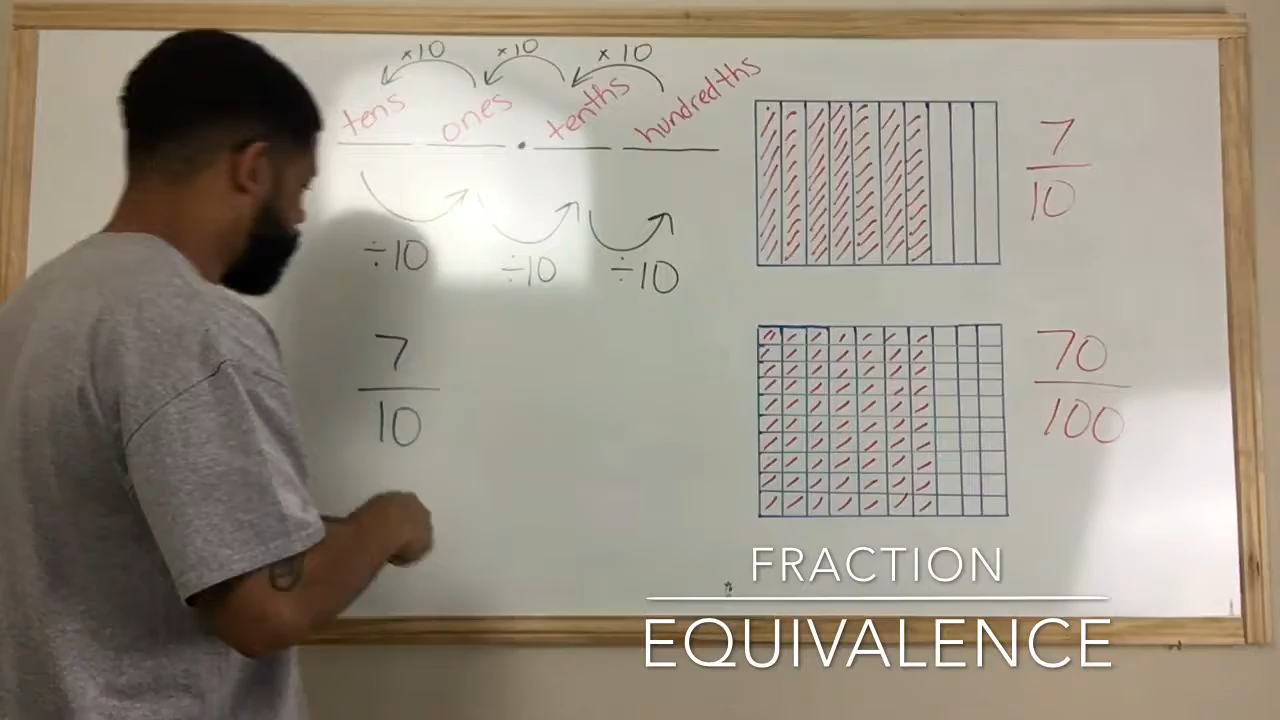 ×10 ×10 ×10
tens ones . tenths hundredths
÷10 ÷10 ÷10
7
10
7
10
70
100
FRACTION
EQUIVALENCE